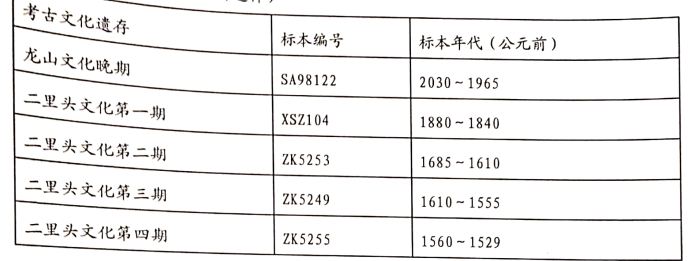 考古文化遗存 标本编号 标本年代（公元前）
龙山文化晚期 SA98122 2030~1965
二里头文化第一期 XSZ104 1880~1840
二里头文化第二期 ZK5253 1685~1610
二里头文化第三期 ZK5249 1610~1555
二里头文化第四期 ZK5255 1560~1529